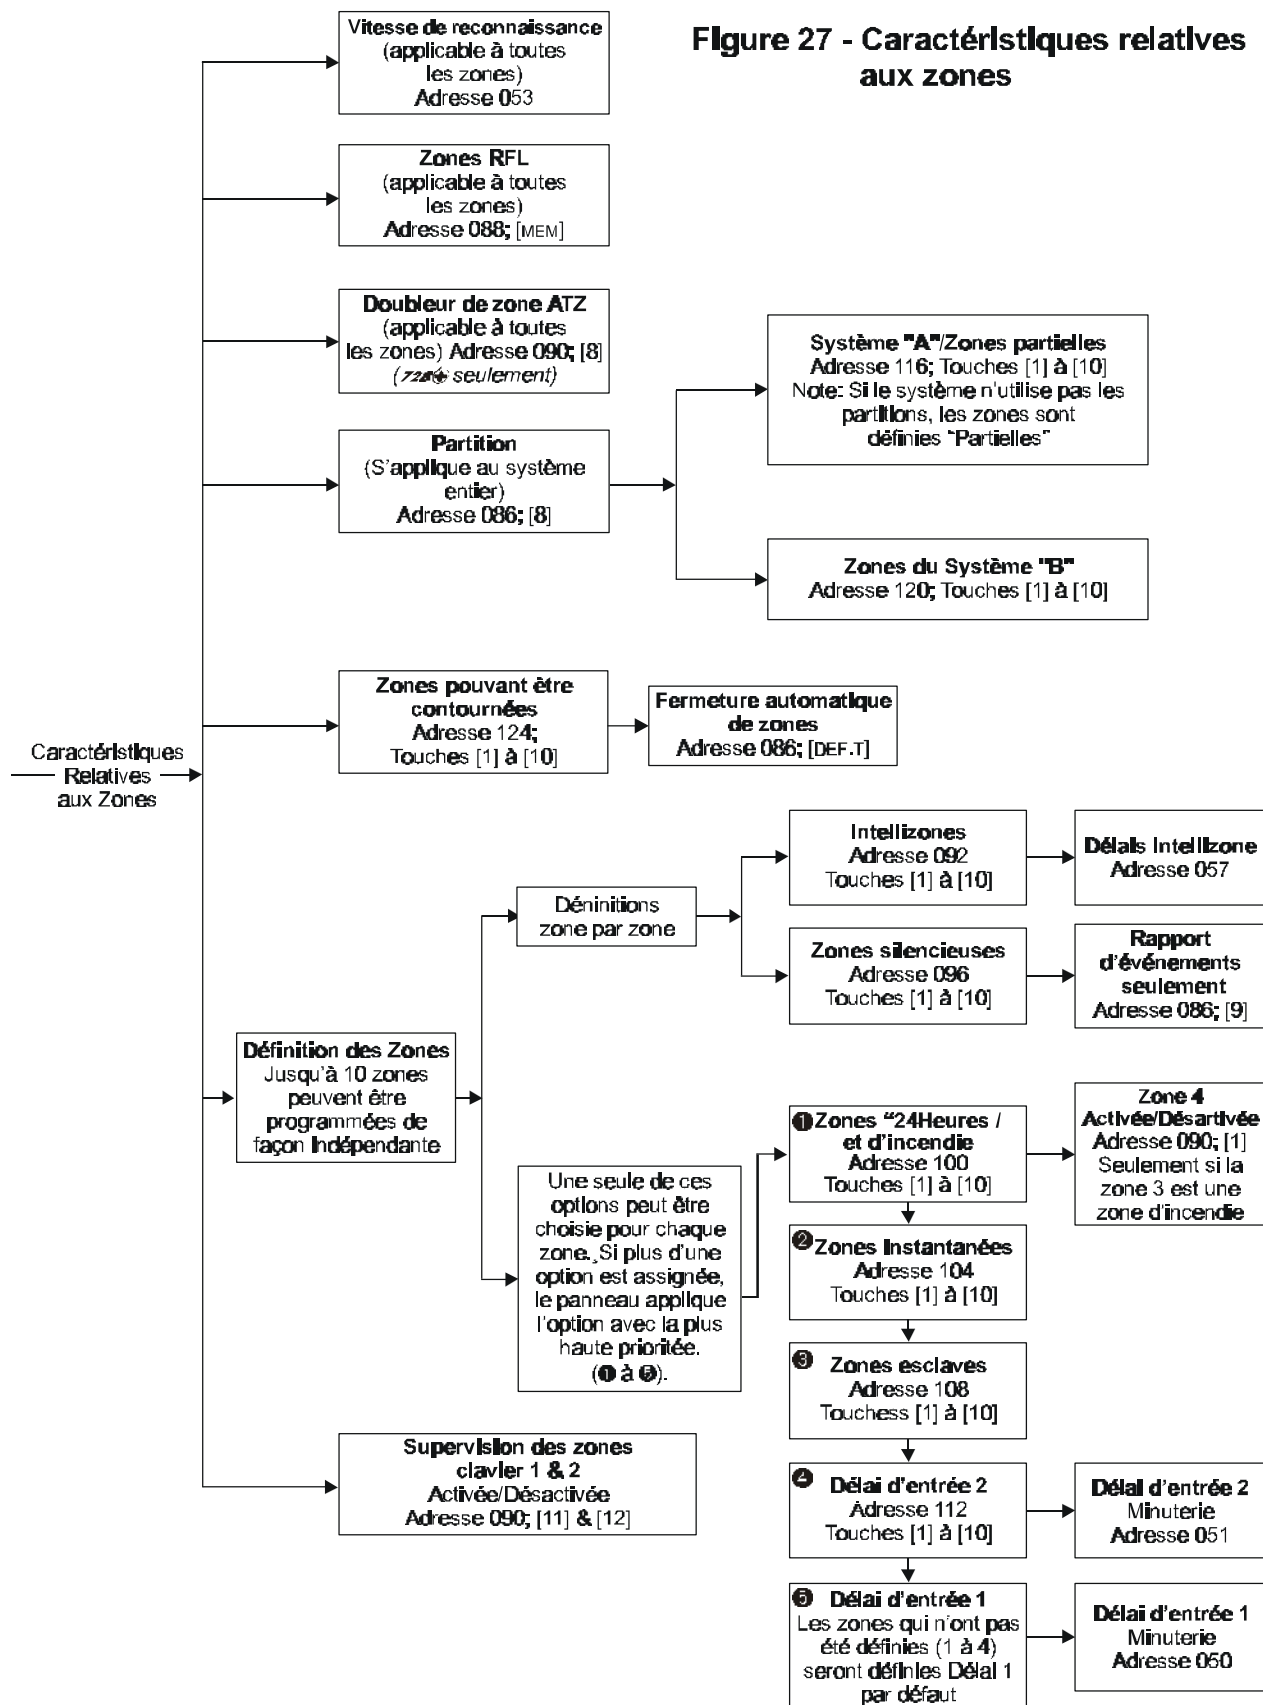 Figure 27 - Caractéristiques relatives
aux zones
Vitesse de reconnaissance
(applicable à toutes
les zones)
Adresse 053
Zones RFL
(applicable à toutes
les zones)
Adresse 088; [MEM]
Doubleur de zone ATZ
(applicable à toutes
les zones) Adresse 090; [8]
(728 seulement)
Partition
(S'applique au système
entier)
Adresse 086; [8]
Système "A"/Zones partielles
Adresse 116; Touches [1] à [10]
Note: Si le système n'utilise pas les
partitions, les zones sont
définies "Partielles"
Zones du Système "B"
Adresse 120; Touches [1] à [10]
Zones pouvant être
contournées
Adresse 124;
Touches [1] à [10]
Fermeture automatique
de zones
Adresse 086; [DEF.T]
Caractéristiques
Relatives
aux Zones
Intellizones
Adresse 092
Touches [1] à [10]
Délais Intellizone
Adresse 057
Déninitions
zone par zone
Zones silencieuses
Adresse 096
Touches [1] à [10]
Rapport
d'événements
seulement
Adresse 086; [9]
Définition des Zones
Jusqu'à 10 zones
peuvent être
programmées de
façon indépendante
Une seule de ces
options peut être
choisie pour chaque
zone. Si plus d'une
option est assignée,
le panneau applique
l'option avec la plus
haute prioritée.
(❶ à ❺).
❶ Zones "24Heures /
et d'incendie
Adresse 100
Touches [1] à [10]
Zone 4
Activée/Désartivée
Adresse 090; [1]
Seulement si la
zone 3 est une
zone d'incendie
❷ Zones Instantanées
Adresse 104
Touches [1] à [10]
❸ Zones esclaves
Adresse 108
Touchess [1] à [10]
❹ Délai d'entrée 2
Adresse 112
Touches [1] à [10]
Délai d'entrée 2
Minuterie
Adresse 051
❺ Délai d'entrée 1
Les zones qui n'ont pas
été définies (1 à 4)
seront définies Délai 1
par défaut
Délai d'entrée 1
Minuterie
Adresse 050
Supervision des zones
clavier 1 & 2
Activée/Désactivée
Adresse 090; [11] & [12]